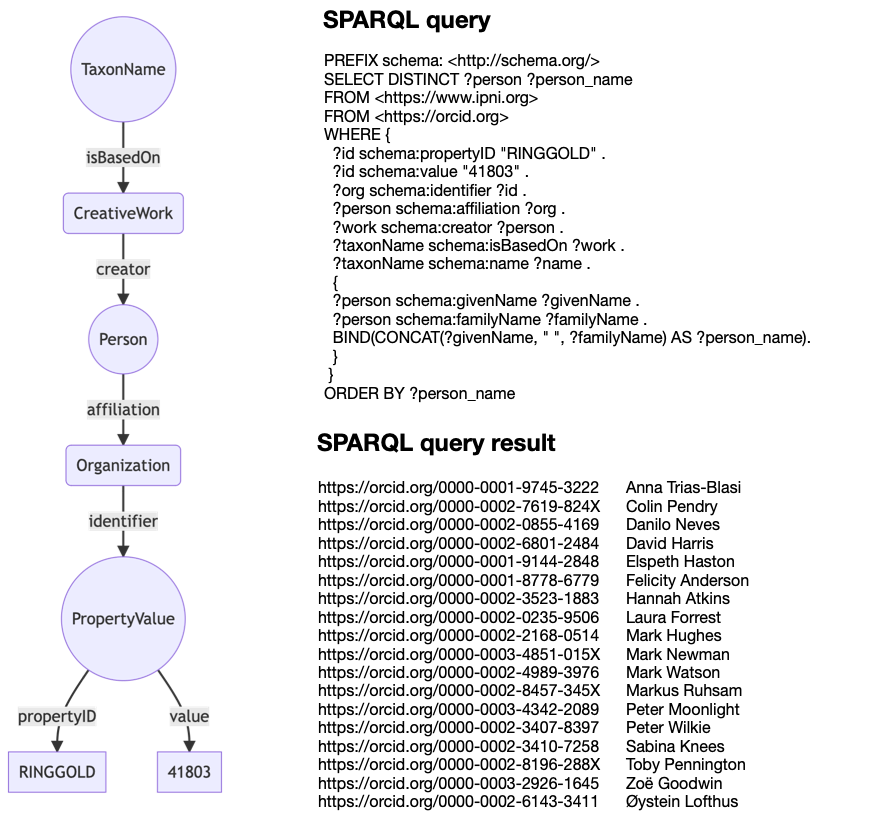 TaxonName
isBasedOn
CreativeWork
creator
Person
affiliation
Organization
identifier
PropertyValue
propertyID value
RINGGOLD 41803
SPARQL query
PREFIX schema: <http://schema.org/>
SELECT DISTINCT ?person ?person_name
FROM <https://www.ipni.org>
FROM <https://orcid.org>
WHERE {
?id schema:propertyID "RINGGOLD" .
?id schema:value "41803" .
?org schema:identifier ?id .
?person schema:affiliation ?org .
?work schema:creator ?person .
?taxonName schema:isBasedOn ?work .
?taxonName schema:name ?name .
{
?person schema:givenName ?givenName .
?person schema:familyName ?familyName .
BIND(CONCAT(?givenName, " ", ?familyName) AS ?person_name).
}
}
ORDER BY ?person_name
SPARQL query result
https://orcid.org/0000-0001-9745-3222 Anna Trias-Blasi
https://orcid.org/0000-0002-7619-824X Colin Pendry
https://orcid.org/0000-0002-0855-4169 Danilo Neves
https://orcid.org/0000-0002-6801-2484 David Harris
https://orcid.org/0000-0001-9144-2848 Elspeth Haston
https://orcid.org/0000-0001-8778-6779 Felicity Anderson
https://orcid.org/0000-0002-3523-1883 Hannah Atkins
https://orcid.org/0000-0002-0235-9506 Laura Forrest
https://orcid.org/0000-0002-2168-0514 Mark Hughes
https://orcid.org/0000-0003-4851-015X Mark Newman
https://orcid.org/0000-0002-4989-3976 Mark Watson
https://orcid.org/0000-0002-8457-345X Markus Ruhsam
https://orcid.org/0000-0003-4342-2089 Peter Moonlight
https://orcid.org/0000-0002-3407-8397 Peter Wilkie
https://orcid.org/0000-0002-3410-7258 Sabina Knees
https://orcid.org/0000-0002-8196-288X Toby Pennington
https://orcid.org/0000-0003-2926-1645 Zoë Goodwin
https://orcid.org/0000-0002-6143-3411 Øystein Lofthus